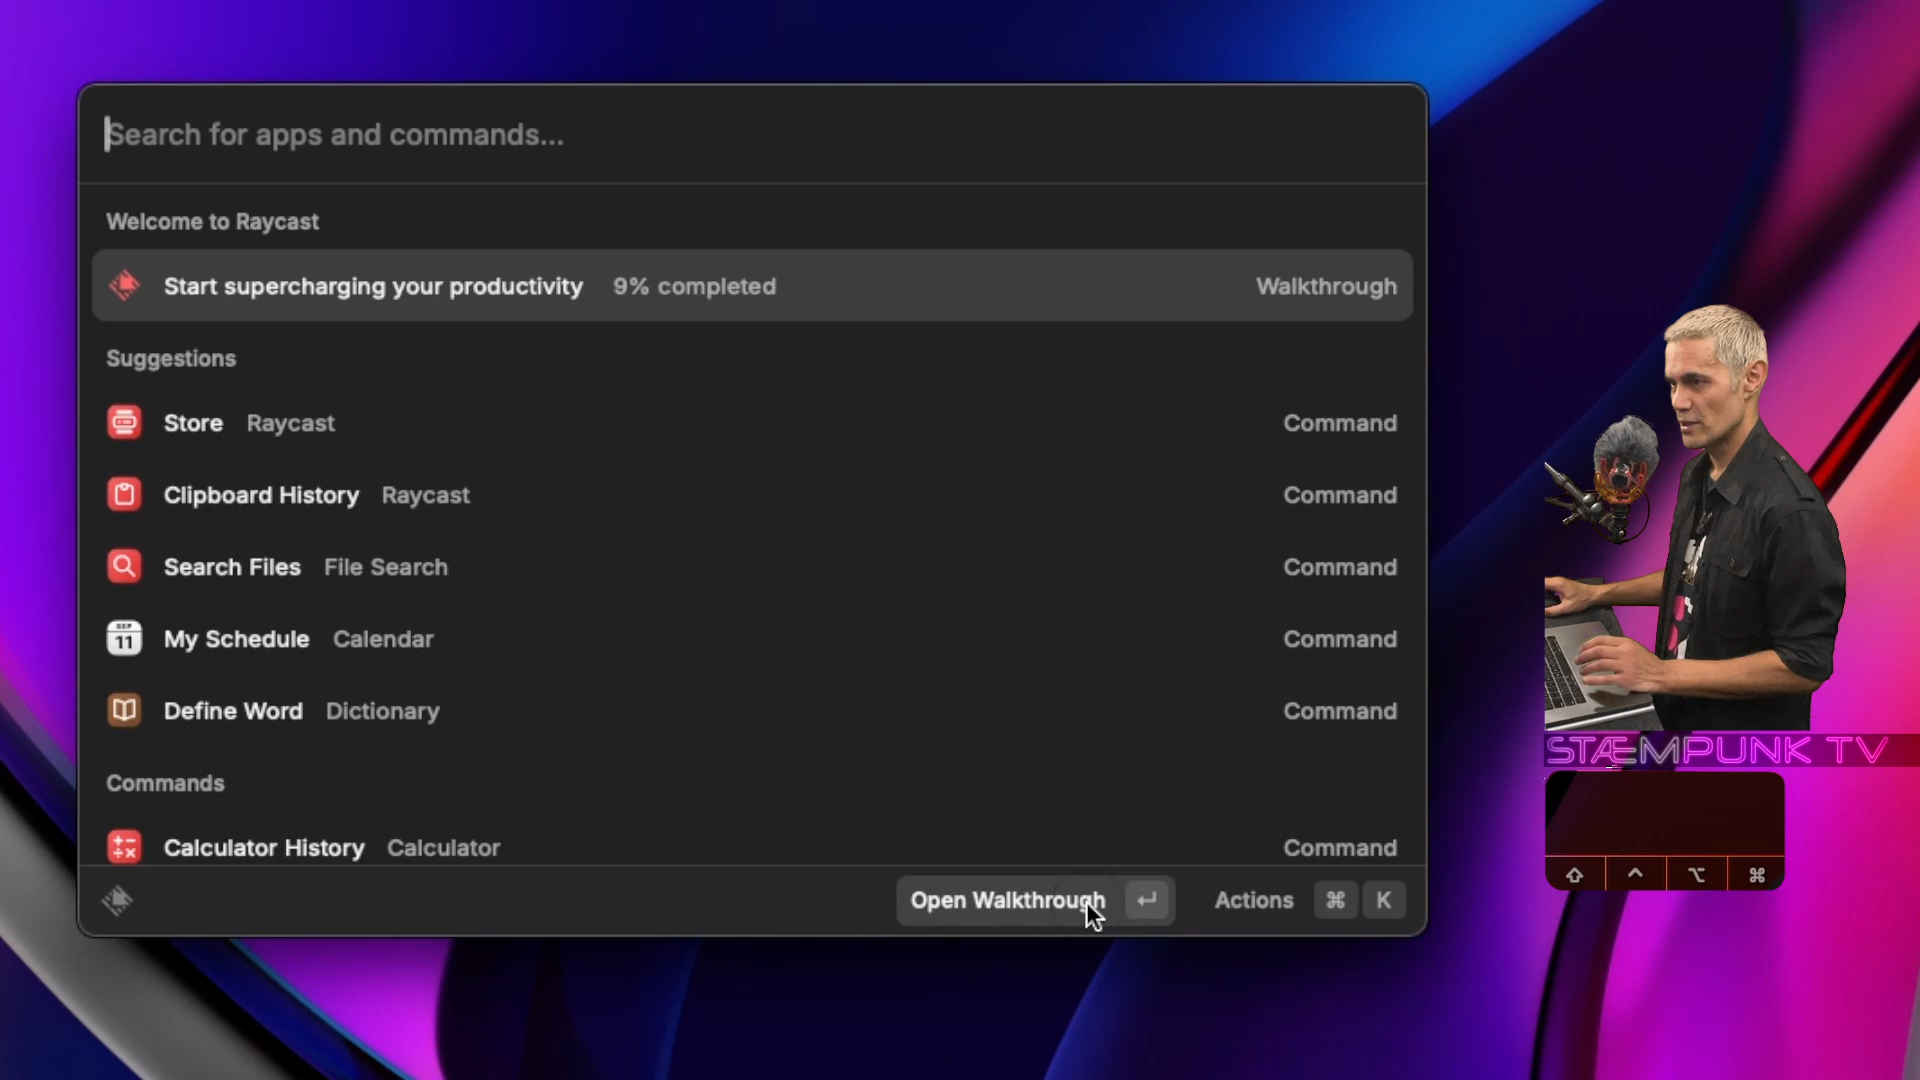 Search for apps and commands...
Welcome to Raycast
Start supercharging your productivity 9% completed Walkthrough
Suggestions
Store Raycast Command
Clipboard History Raycast Command
Search Files File Search Command
SEP
11
My Schedule Calendar Command
Define Word Dictionary Command
Commands
Calculator History Calculator Command
Open Walkthrough ↵ Actions ⌘ K
STÆMPUNK TV
⇧ ⌃ ⌥ ⌘